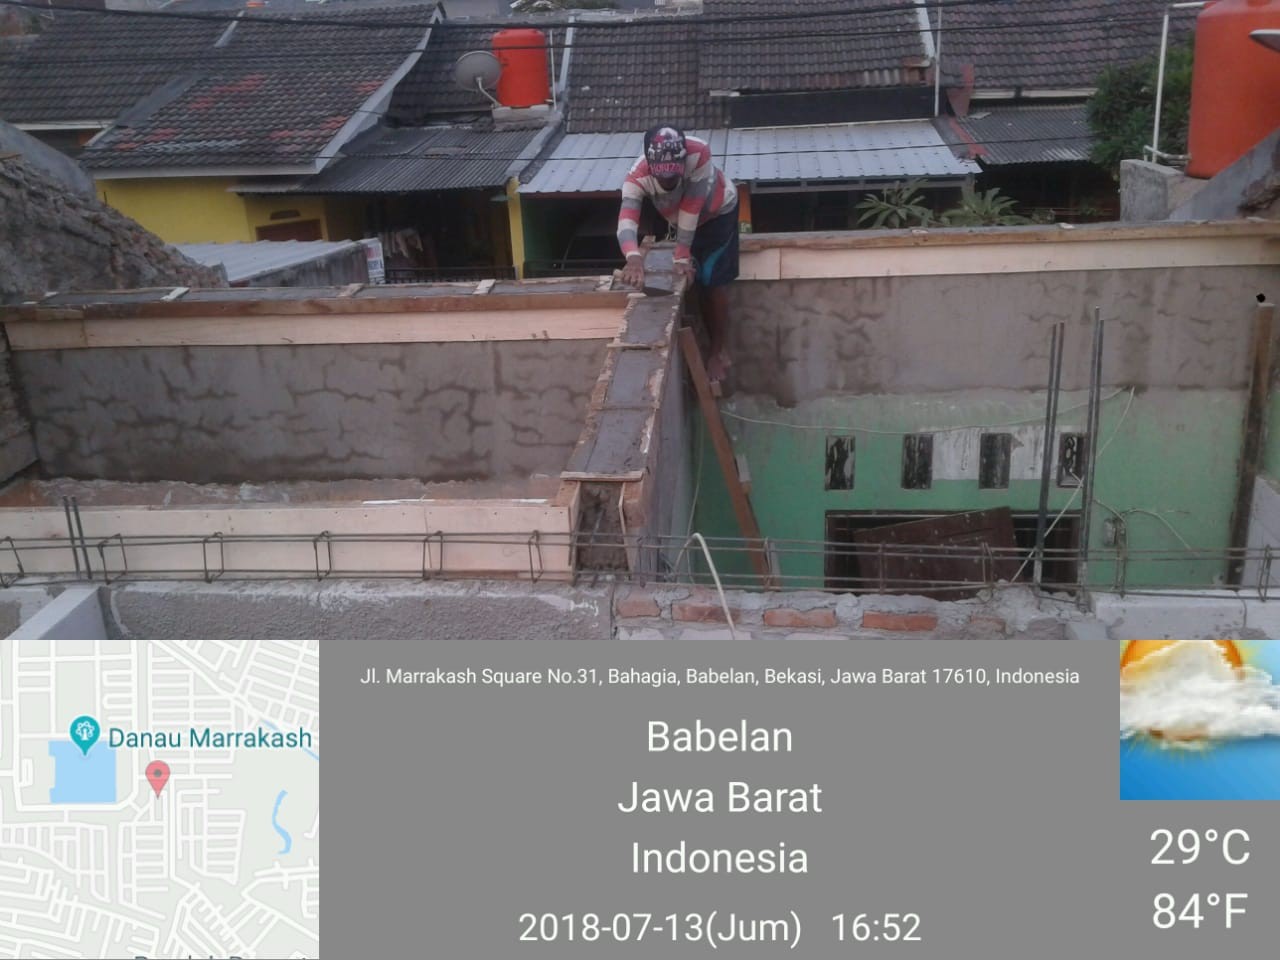 HORIZON
Jl. Marrakash Square No.31, Bahagia, Babelan, Bekasi, Jawa Barat 17610, Indonesia
Danau Marrakash
Babelan
Jawa Barat
Indonesia
2018-07-13(Jum) 16:52
29°C
84°F